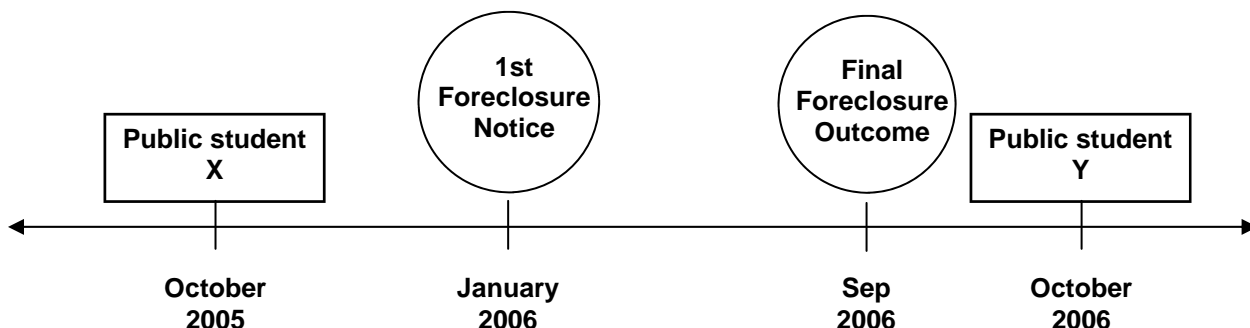 1st
Foreclosure
Notice
Final
Foreclosure
Outcome
Public student
X
Public student
Y
October
2005
January
2006
Sep
2006
October
2006